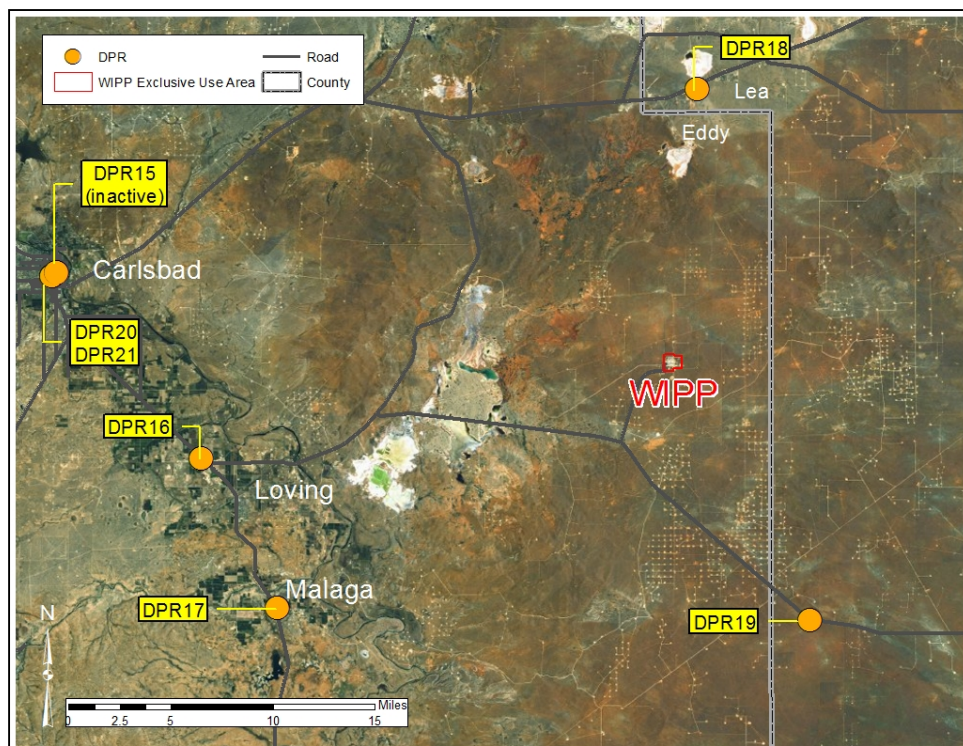 DPR
Road
WIPP Exclusive Use Area
County
DPR18
Lea
Eddy
DPR15
(inactive)
Carlsbad
DPR20
DPR21
WIPP
DPR16
Loving
Malaga
DPR17
DPR19
N
Miles
0 2.5 5 10 15